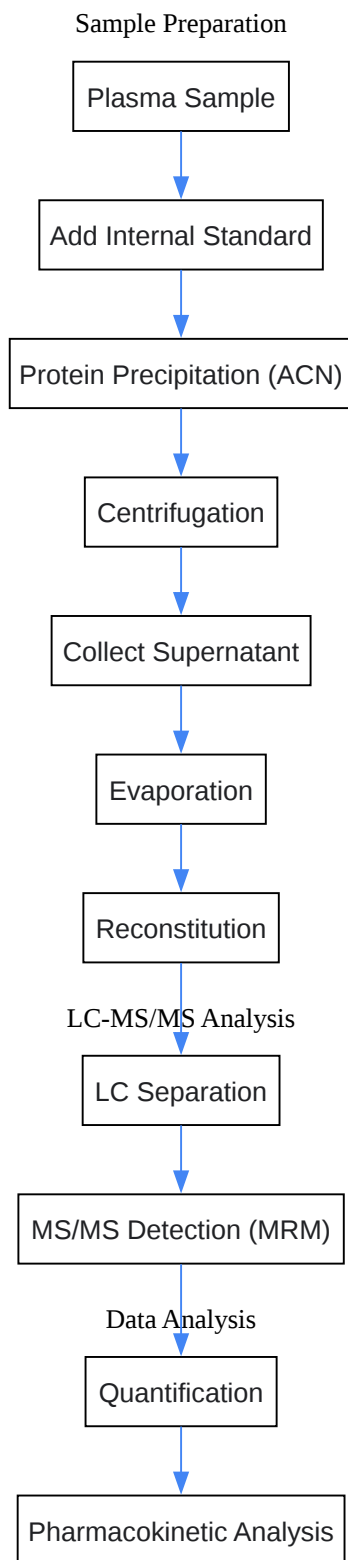 Sample Preparation
Plasma Sample
Add Internal Standard
Protein Precipitation (ACN)
Centrifugation
Collect Supernatant
Evaporation
Reconstitution
LC-MS/MS Analysis
LC Separation
MS/MS Detection (MRM)
Data Analysis
Quantification
Pharmacokinetic Analysis